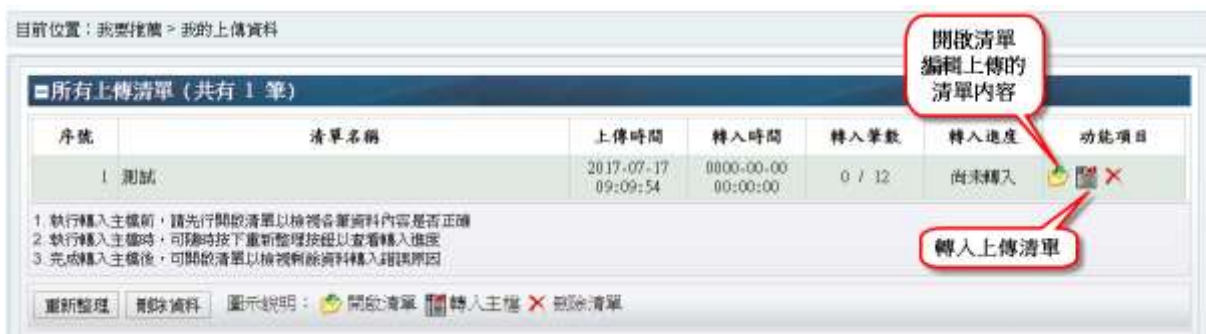 目前位置：我要推薦 > 我的上傳資料
開啟清單
編輯上傳的
清單內容
所有上傳清單 (共有 1 筆)
序號 清單名稱 上傳時間 轉入時間 轉入筆數 轉入進度 功能項目
1 測試 2017-07-17 09:09:54 0000-00-00 00:00:00 0 / 12 尚未轉入
1. 執行轉入主檔前，請先行開啟清單以檢視各筆資料內容是否正確
2. 執行轉入主檔時，可隨時按下重新整理按鈕以查看轉入進度
3. 完成轉入主檔後，可開啟清單以檢視剩餘資料轉入錯誤原因
轉入上傳清單
重新整理 刪除資料 圖示說明： 開啟清單 轉入主檔 刪除清單